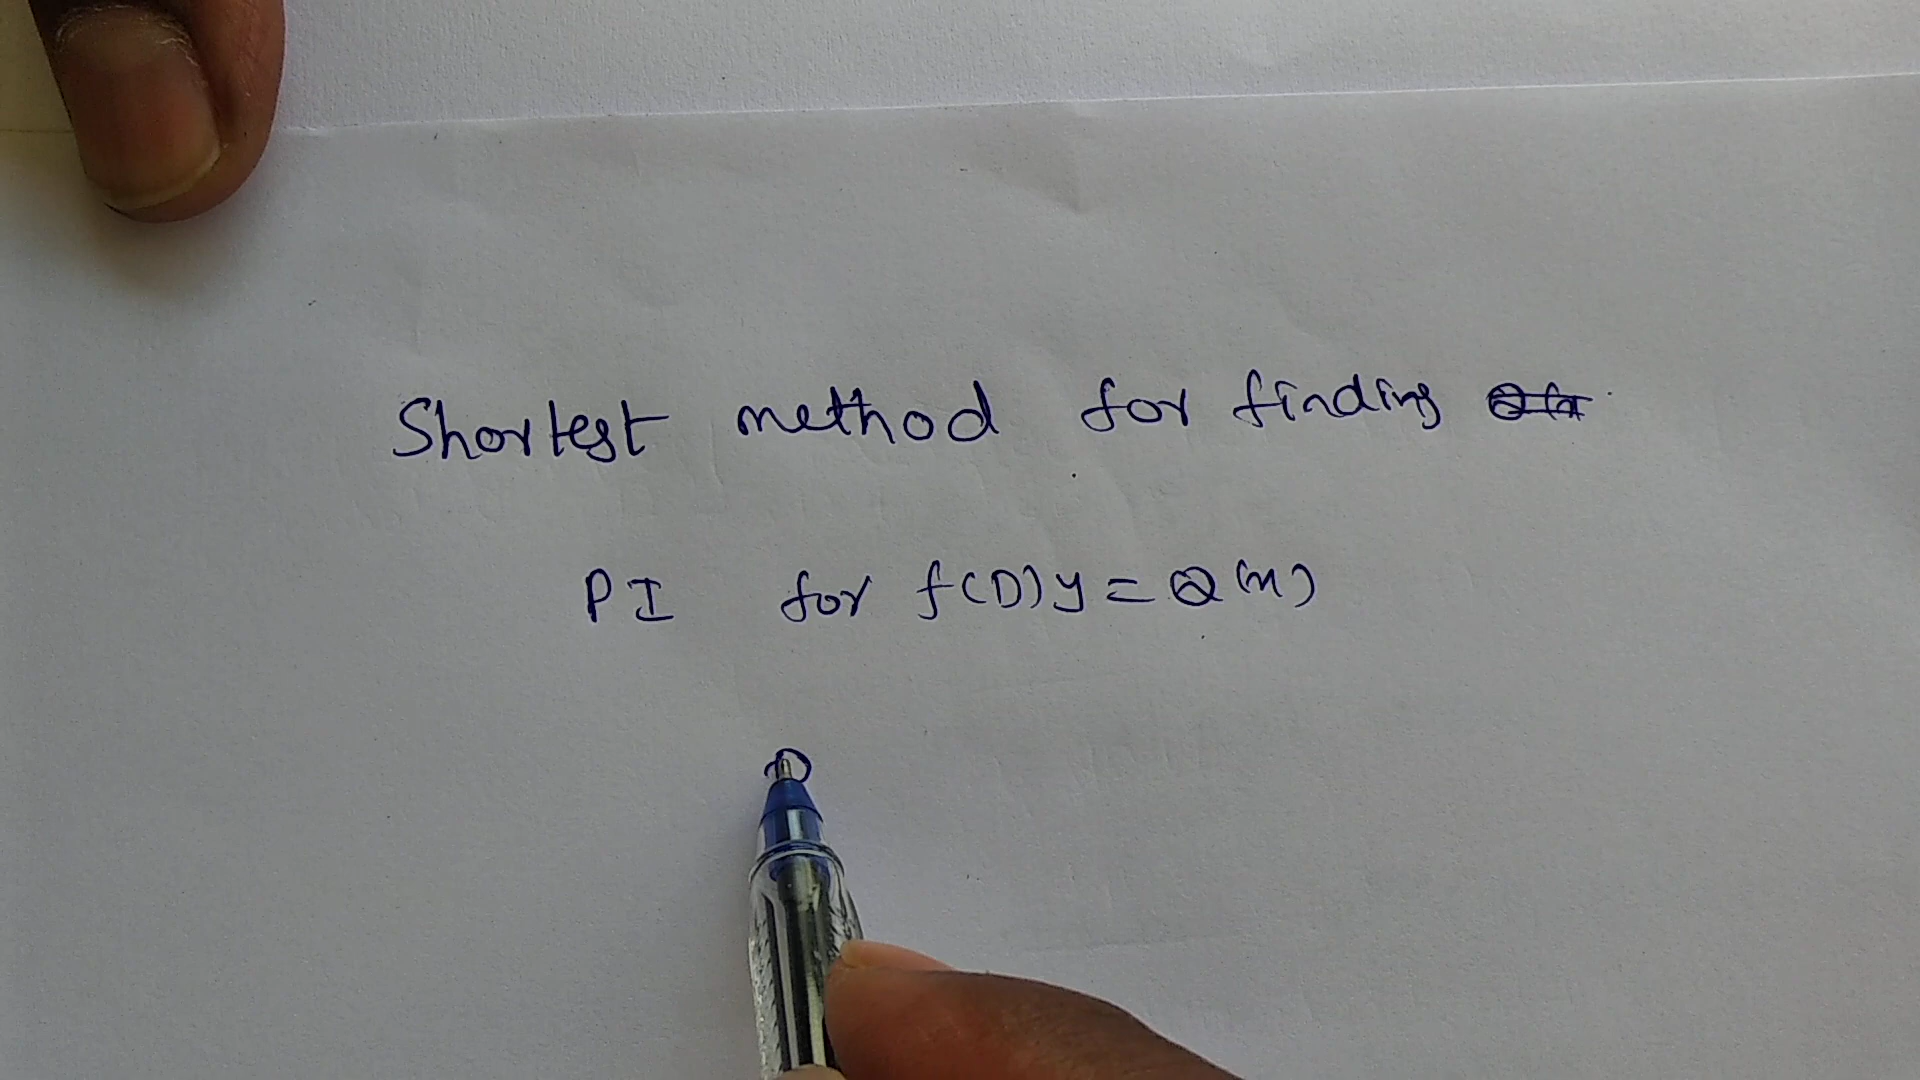 Shortest method for finding
PI for f(D)y = Q(x)